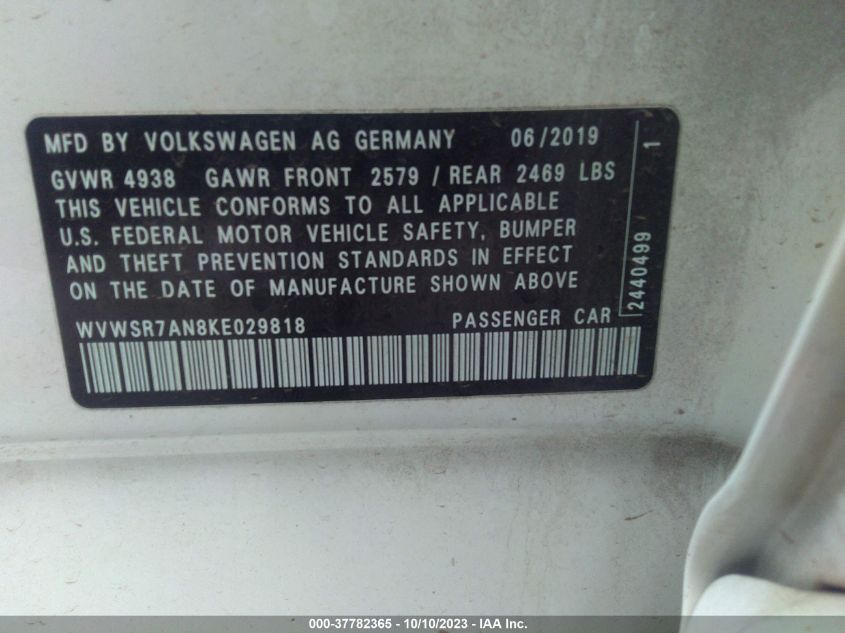 MFD BY VOLKSWAGEN AG GERMANY 06/2019
GVWR 4938 GAWR FRONT 2579 / REAR 2469 LBS
THIS VEHICLE CONFORMS TO ALL APPLICABLE
U.S. FEDERAL MOTOR VEHICLE SAFETY, BUMPER
AND THEFT PREVENTION STANDARDS IN EFFECT
ON THE DATE OF MANUFACTURE SHOWN ABOVE
WVWSR7AN8KE029818 PASSENGER CAR
2440499 1
000-37782365 - 10/10/2023 - IAA Inc.